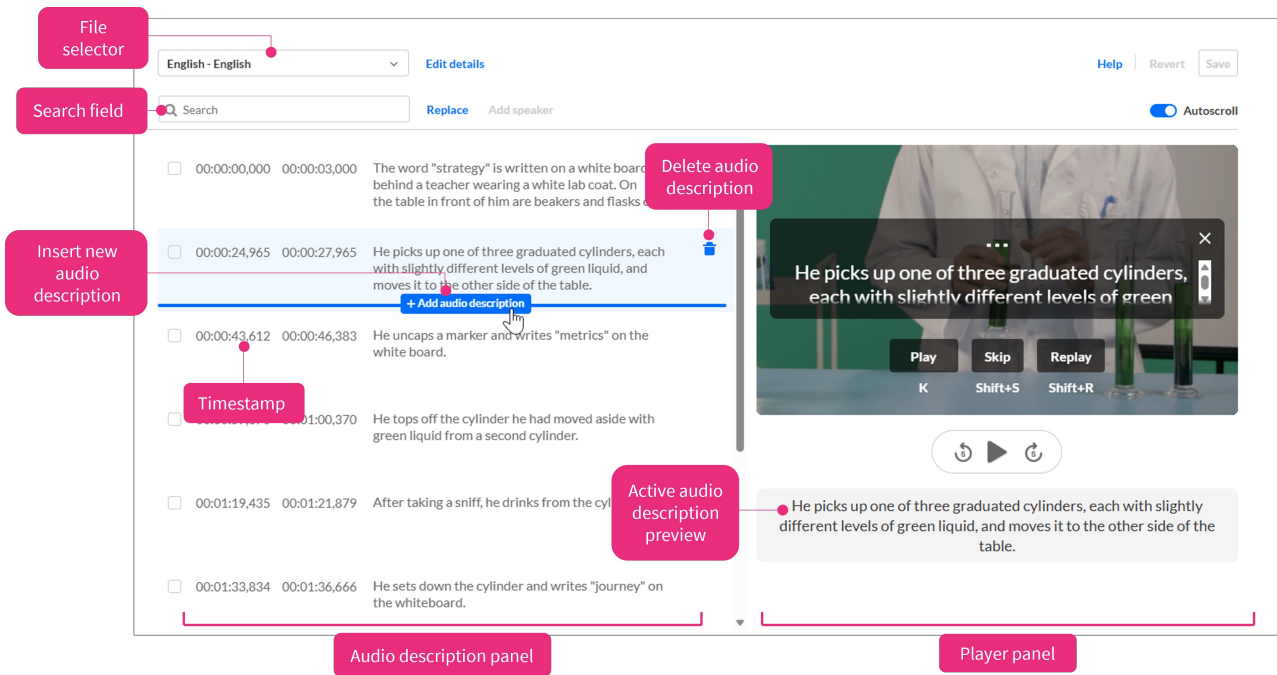 File
selector
English - English
Edit details
Help
Revert
Save
Search field
Search
Replace
Add speaker
Autoscroll
00:00:00,000 00:00:03,000
The word "strategy" is written on a white board
behind a teacher wearing a white lab coat. On
the table in front of him are beakers and flasks
Delete audio
description
Insert new
audio
description
00:00:24,965 00:00:27,965
He picks up one of three graduated cylinders, each
with slightly different levels of green liquid, and
moves it to the other side of the table.
+ Add audio description
00:00:43,612 00:00:46,383
He uncaps a marker and writes "metrics" on the
white board.
Timestamp
01:00,370
He tops off the cylinder he had moved aside with
green liquid from a second cylinder.
00:01:19,435 00:01:21,879
After taking a sniff, he drinks from the
00:01:33,834 00:01:36,666
He sets down the cylinder and writes "journey" on
the whiteboard.
Audio description panel
...
He picks up one of three graduated cylinders,
each with slightly different levels of green
Play
Skip
Replay
K
Shift+S
Shift+R
5
5
Active audio
description
preview
He picks up one of three graduated cylinders, each with slightly
different levels of green liquid, and moves it to the other side of the
table.
Player panel